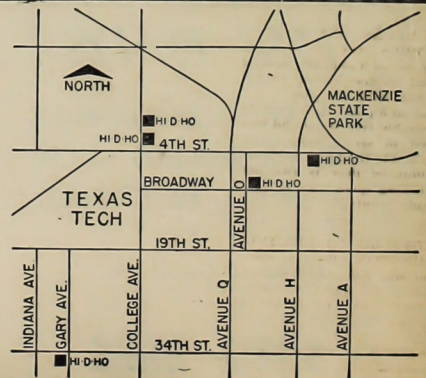 NORTH
MACKENZIE
STATE
PARK
HI·D·HO
HI·D·HO
4TH ST.
HI·D·HO
BROADWAY
HI·D·HO
TEXAS
TECH
AVENUE O
19TH ST.
INDIANA AVE.
GARY AVE.
COLLEGE AVE.
AVENUE Q
AVENUE H
AVENUE A
34TH ST.
HI·D·HO